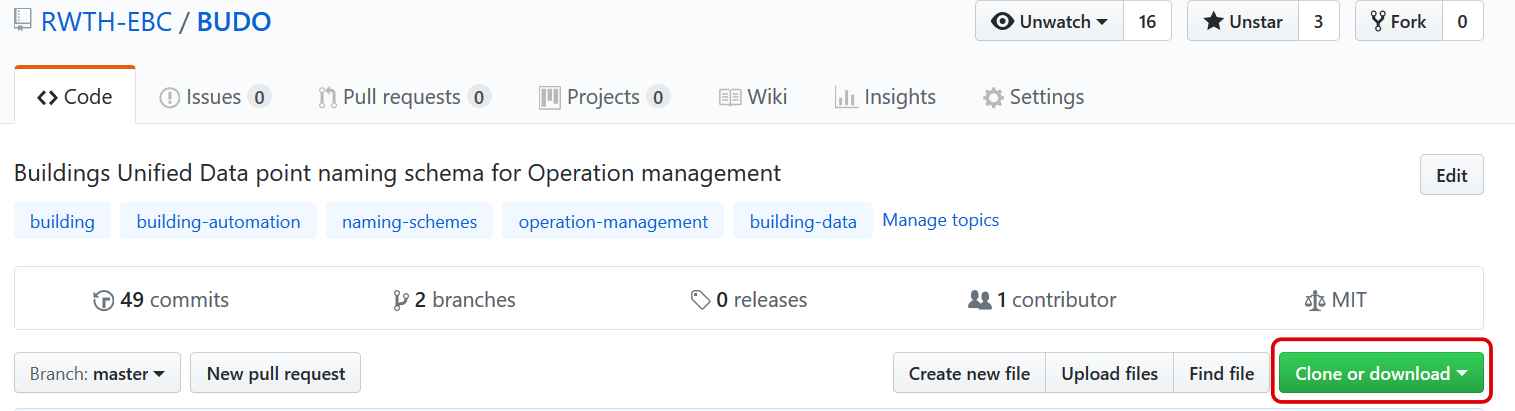 RWTH-EBC / BUDO Unwatch 16 Unstar 3 Fork 0
Code Issues 0 Pull requests 0 Projects 0 Wiki Insights Settings
Buildings Unified Data point naming schema for Operation management Edit
building building-automation naming-schemes operation-management building-data Manage topics
49 commits 2 branches 0 releases 1 contributor MIT
Branch: master New pull request Create new file Upload files Find file Clone or download